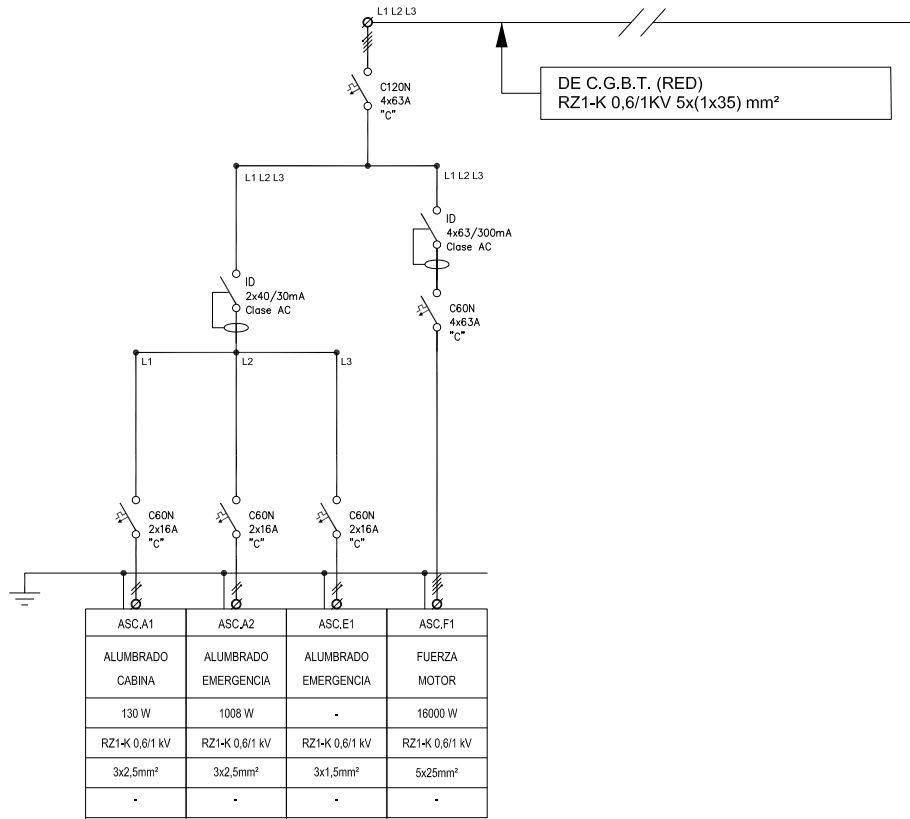 L1 L2 L3
DE C.G.B.T. (RED)
RZ1-K 0,6/1KV 5x(1x35) mm²
C120N
4x63A
"C"
L1 L2 L3
L1 L2 L3
ID
4x63/300mA
Clase AC
ID
2x40/30mA
Clase AC
C60N
4x63A
"C"
L1
L2
L3
C60N
2x16A
"C"
C60N
2x16A
"C"
C60N
2x16A
"C"
ASC.A1 ASC.A2 ASC.E1 ASC.F1
ALUMBRADO ALUMBRADO ALUMBRADO FUERZA
CABINA EMERGENCIA EMERGENCIA MOTOR
130 W 1008 W - 16000 W
RZ1-K 0,6/1 kV RZ1-K 0,6/1 kV RZ1-K 0,6/1 kV RZ1-K 0,6/1 kV
3x2,5mm² 3x2,5mm² 3x1,5mm² 5x25mm²
- - - -